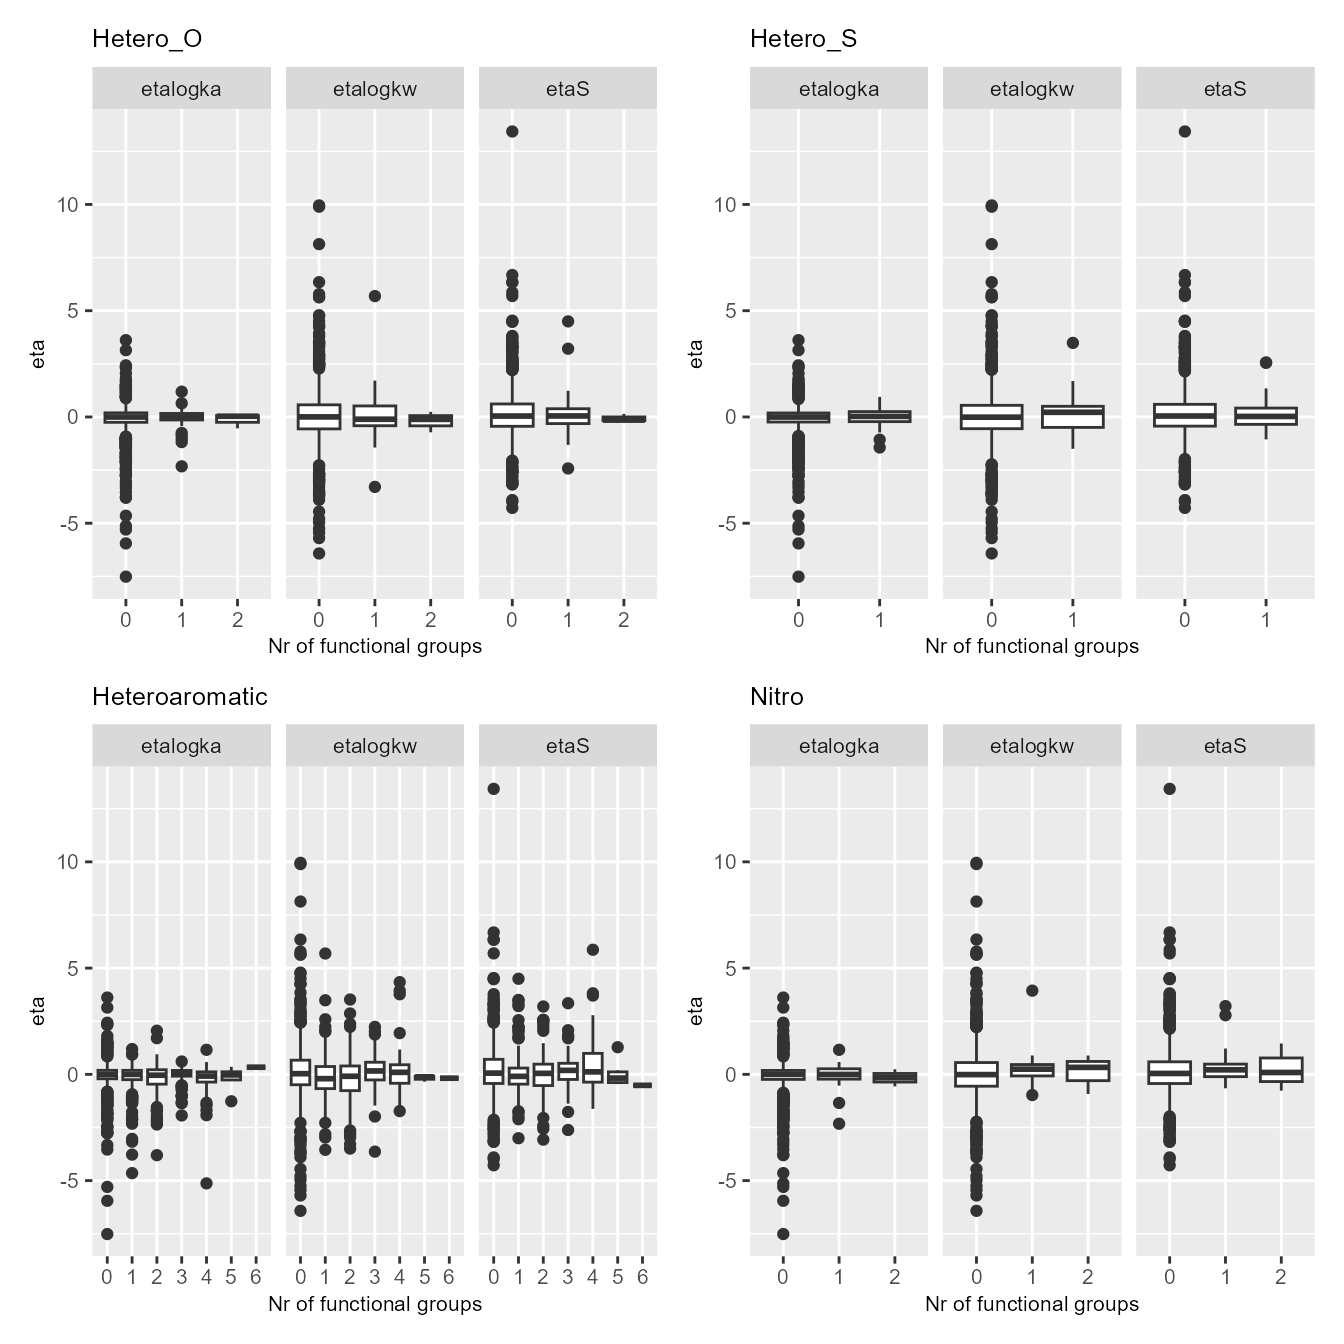 Hetero_O
etalogka etalogkw etaS
10
5
0
-5
eta
0 1 2 0 1 2 0 1 2
Nr of functional groups
Hetero_S
etalogka etalogkw etaS
10
5
0
-5
eta
0 1 0 1 0 1
Nr of functional groups
Heteroaromatic
etalogka etalogkw etaS
10
5
0
-5
eta
0 1 2 3 4 5 6 0 1 2 3 4 5 6 0 1 2 3 4 5 6
Nr of functional groups
Nitro
etalogka etalogkw etaS
10
5
0
-5
eta
0 1 2 0 1 2 0 1 2
Nr of functional groups